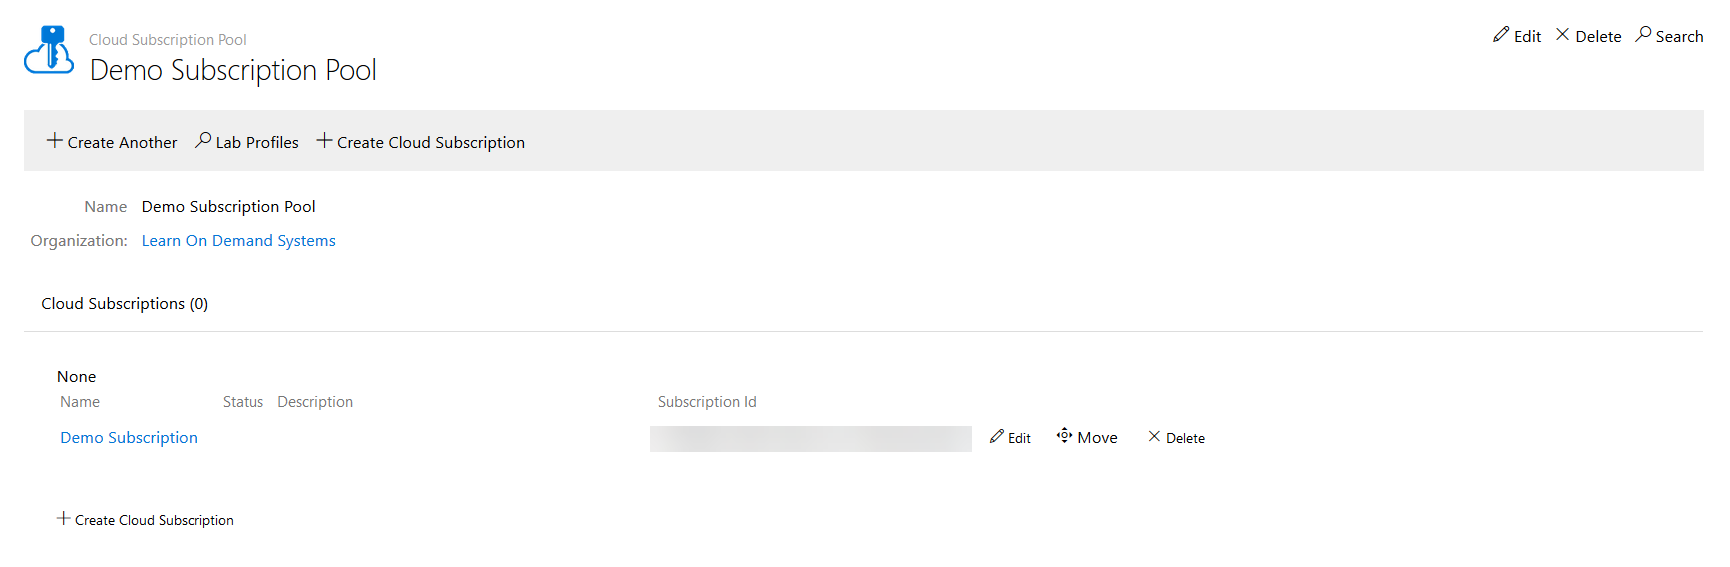 Cloud Subscription Pool
Demo Subscription Pool
Edit Delete Search
Create Another Lab Profiles Create Cloud Subscription
Name Demo Subscription Pool
Organization: Learn On Demand Systems
Cloud Subscriptions (0)
None
Name Status Description Subscription Id
Demo Subscription Edit Move Delete
Create Cloud Subscription